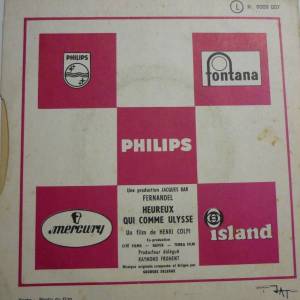 L
PHILIPS
fontana
PHILIPS
Une production JACQUES BAR
FERNANDEL
HEUREUX
QUI COMME ULYSSE
Un film de HENRI COLPI
Co production
Producteur délégué
RAYMOND FROMENT
Musique originale composée et dirigée par
GEORGES DELERUE
mercury
island